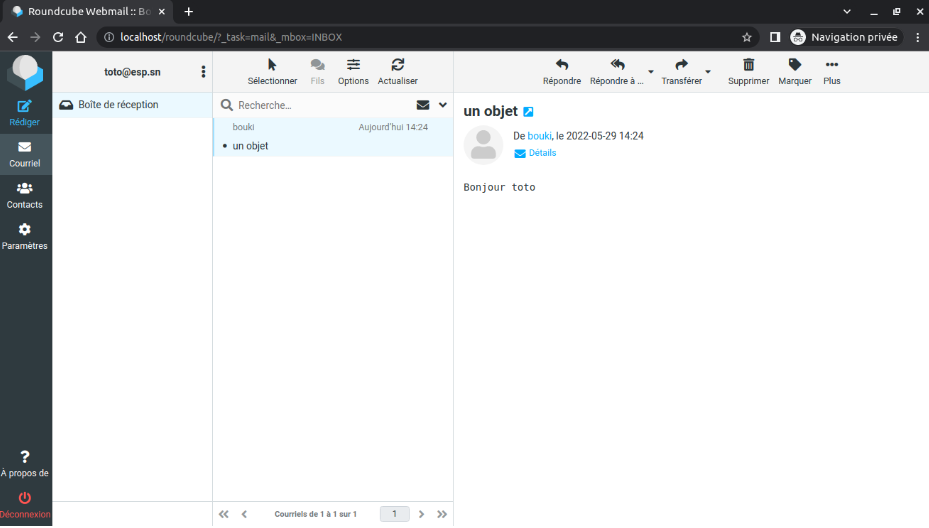 Roundcube Webmail :: Bo
localhost/roundcube/?_task=mail&_mbox=INBOX
Navigation privée
Rédiger
Courriel
Contacts
Paramètres
À propos de
Déconnexion
toto@esp.sn
Boîte de réception
Sélectionner
Fils
Options
Actualiser
Recherche...
bouki Aujourd'hui 14:24
• un objet
Courriels de 1 à 1 sur 1
1
Répondre
Répondre à ...
Transférer
Supprimer
Marquer
Plus
un objet
De bouki, le 2022-05-29 14:24
Détails
Bonjour toto